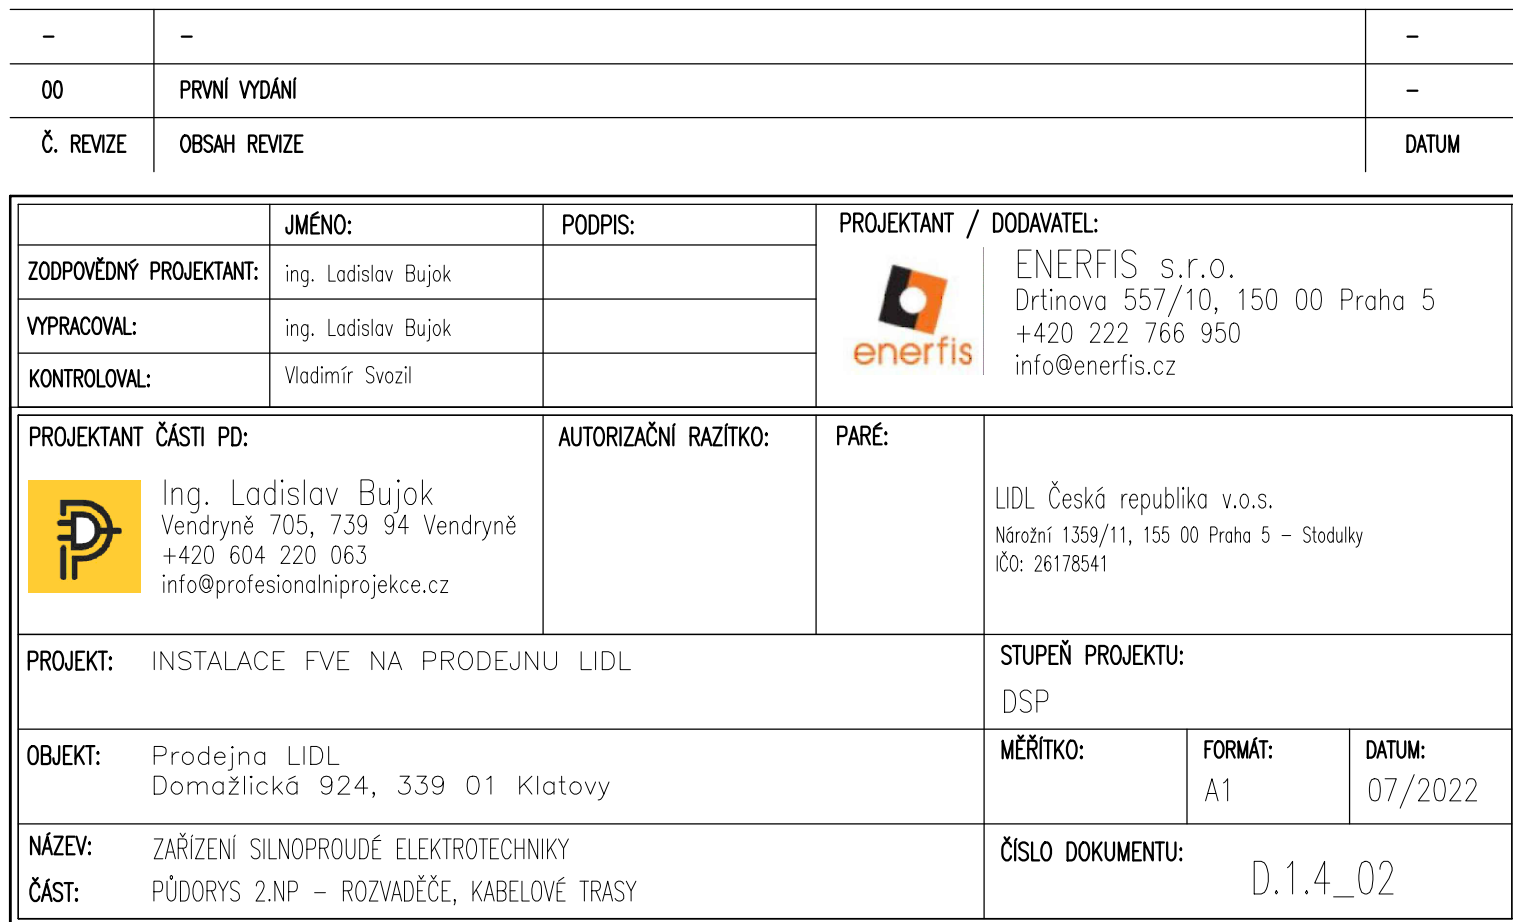 – – –
00 PRVNÍ VYDÁNÍ –
Č. REVIZE OBSAH REVIZE DATUM
JMÉNO: PODPIS: PROJEKTANT / DODAVATEL:
ZODPOVĚDNÝ PROJEKTANT: ing. Ladislav Bujok
VYPRACOVAL: ing. Ladislav Bujok
KONTROLOVAL: Vladimír Svozil
enerfis
ENERFIS s.r.o.
Drtinova 557/10, 150 00 Praha 5
+420 222 766 950
info@enerfis.cz
PROJEKTANT ČÁSTI PD:
Ing. Ladislav Bujok
Vendryně 705, 739 94 Vendryně
+420 604 220 063
info@profesionalniprojekce.cz
AUTORIZAČNÍ RAZÍTKO:
PARÉ:
LIDL Česká republika v.o.s.
Nárožní 1359/11, 155 00 Praha 5 – Stodulky
IČO: 26178541
PROJEKT: INSTALACE FVE NA PRODEJNU LIDL
STUPEŇ PROJEKTU:
DSP
OBJEKT: Prodejna LIDL
Domažlická 924, 339 01 Klatovy
MĚŘÍTKO:
FORMÁT:
A1
DATUM:
07/2022
NÁZEV: ZAŘÍZENÍ SILNOPROUDÉ ELEKTROTECHNIKY
ČÁST: PŮDORYS 2.NP – ROZVADĚČE, KABELOVÉ TRASY
ČÍSLO DOKUMENTU:
D.1.4_02